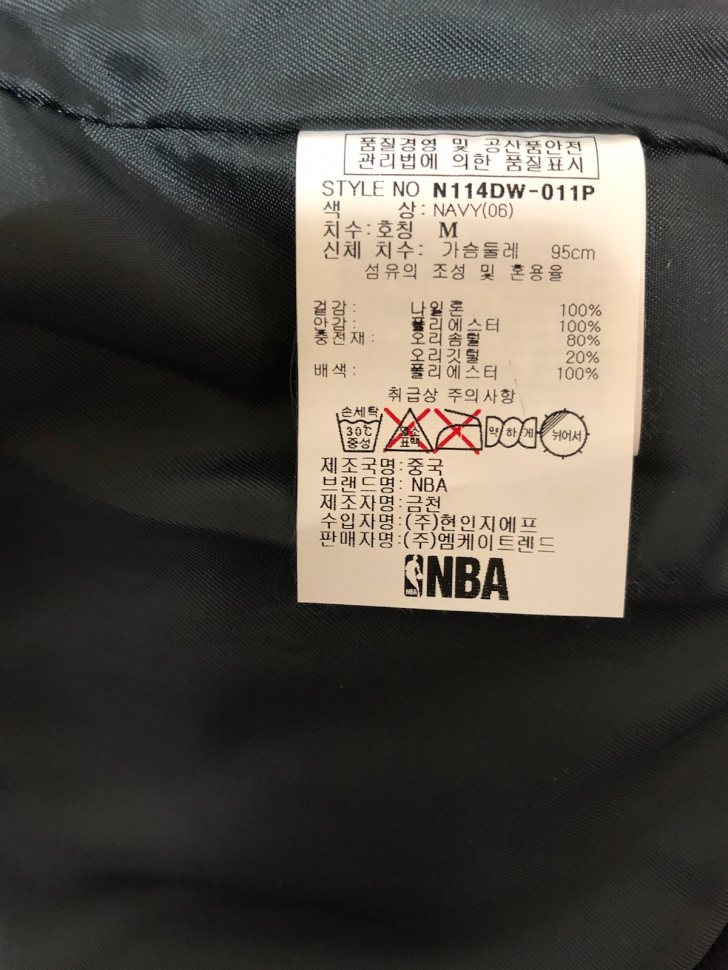 품질경영 및 공산품안전
관리법에 의한 품질표시
STYLE NO N114DW-011P
색 상: NAVY(06)
치수:호칭 M
신체 치수: 가슴둘레 95cm
섬유의 조성 및 혼용율
겉감: 나일론 100%
안감: 폴리에스터 100%
충전재: 오리솜털 80%
오리깃털 20%
배색: 폴리에스터 100%
취급상 주의사항
손세탁
30℃
중성
염소
표백
약하게
뉘어서
제조국명:중국
브랜드명:NBA
제조자명:금천
수입자명:(주)현인지에프
판매자명:(주)엠케이트렌드
NBA